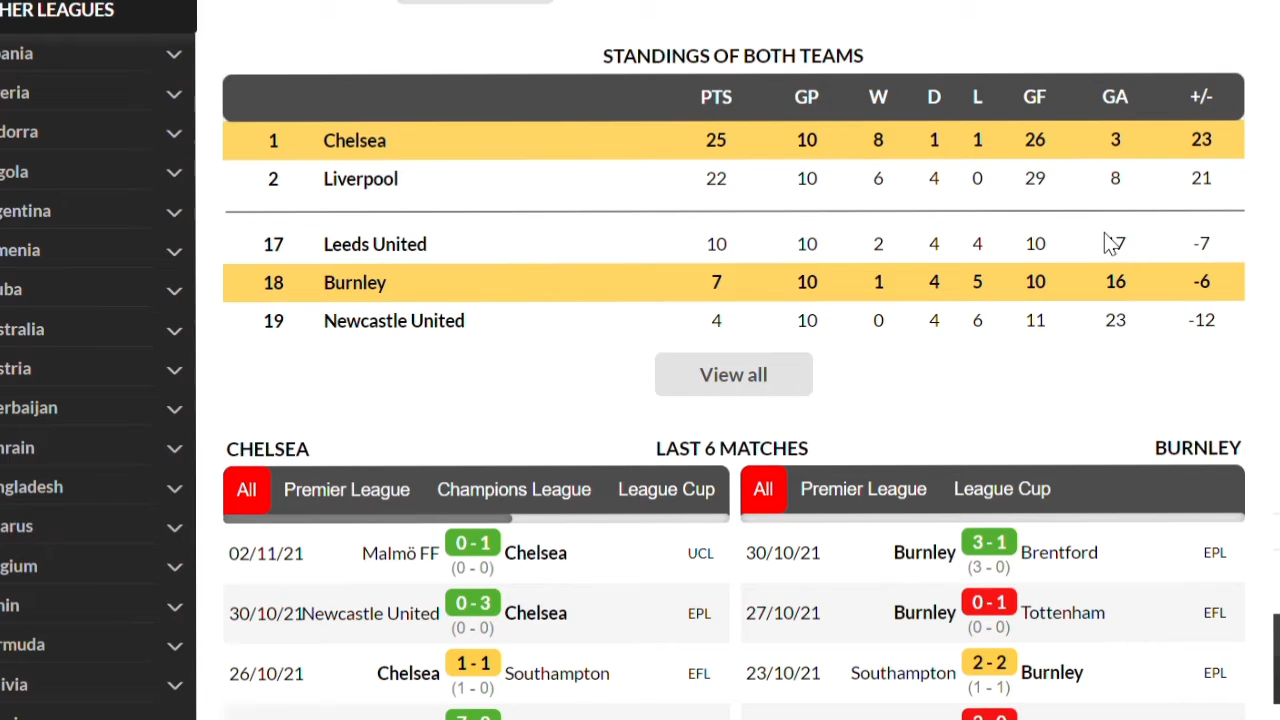 HER LEAGUES
ania
eria
dorra
gola
gentina
menia
uba
stralia
stria
erbaijan
hrain
ngladesh
arus
gium
nin
rmuda
livia
STANDINGS OF BOTH TEAMS
PTS GP W D L GF GA +/-
1 Chelsea 25 10 8 1 1 26 3 23
2 Liverpool 22 10 6 4 0 29 8 21
17 Leeds United 10 10 2 4 4 10 7 -7
18 Burnley 7 10 1 4 5 10 16 -6
19 Newcastle United 4 10 0 4 6 11 23 -12
View all
CHELSEA LAST 6 MATCHES BURNLEY
All Premier League Champions League League Cup
02/11/21 Malmö FF 0 - 1 Chelsea UCL
(0 - 0)
30/10/21 Newcastle United 0 - 3 Chelsea EPL
(0 - 0)
26/10/21 Chelsea 1 - 1 Southampton EFL
(1 - 0)
All Premier League League Cup
30/10/21 Burnley 3 - 1 Brentford EPL
(3 - 0)
27/10/21 Burnley 0 - 1 Tottenham EFL
(0 - 0)
23/10/21 Southampton 2 - 2 Burnley EPL
(1 - 1)